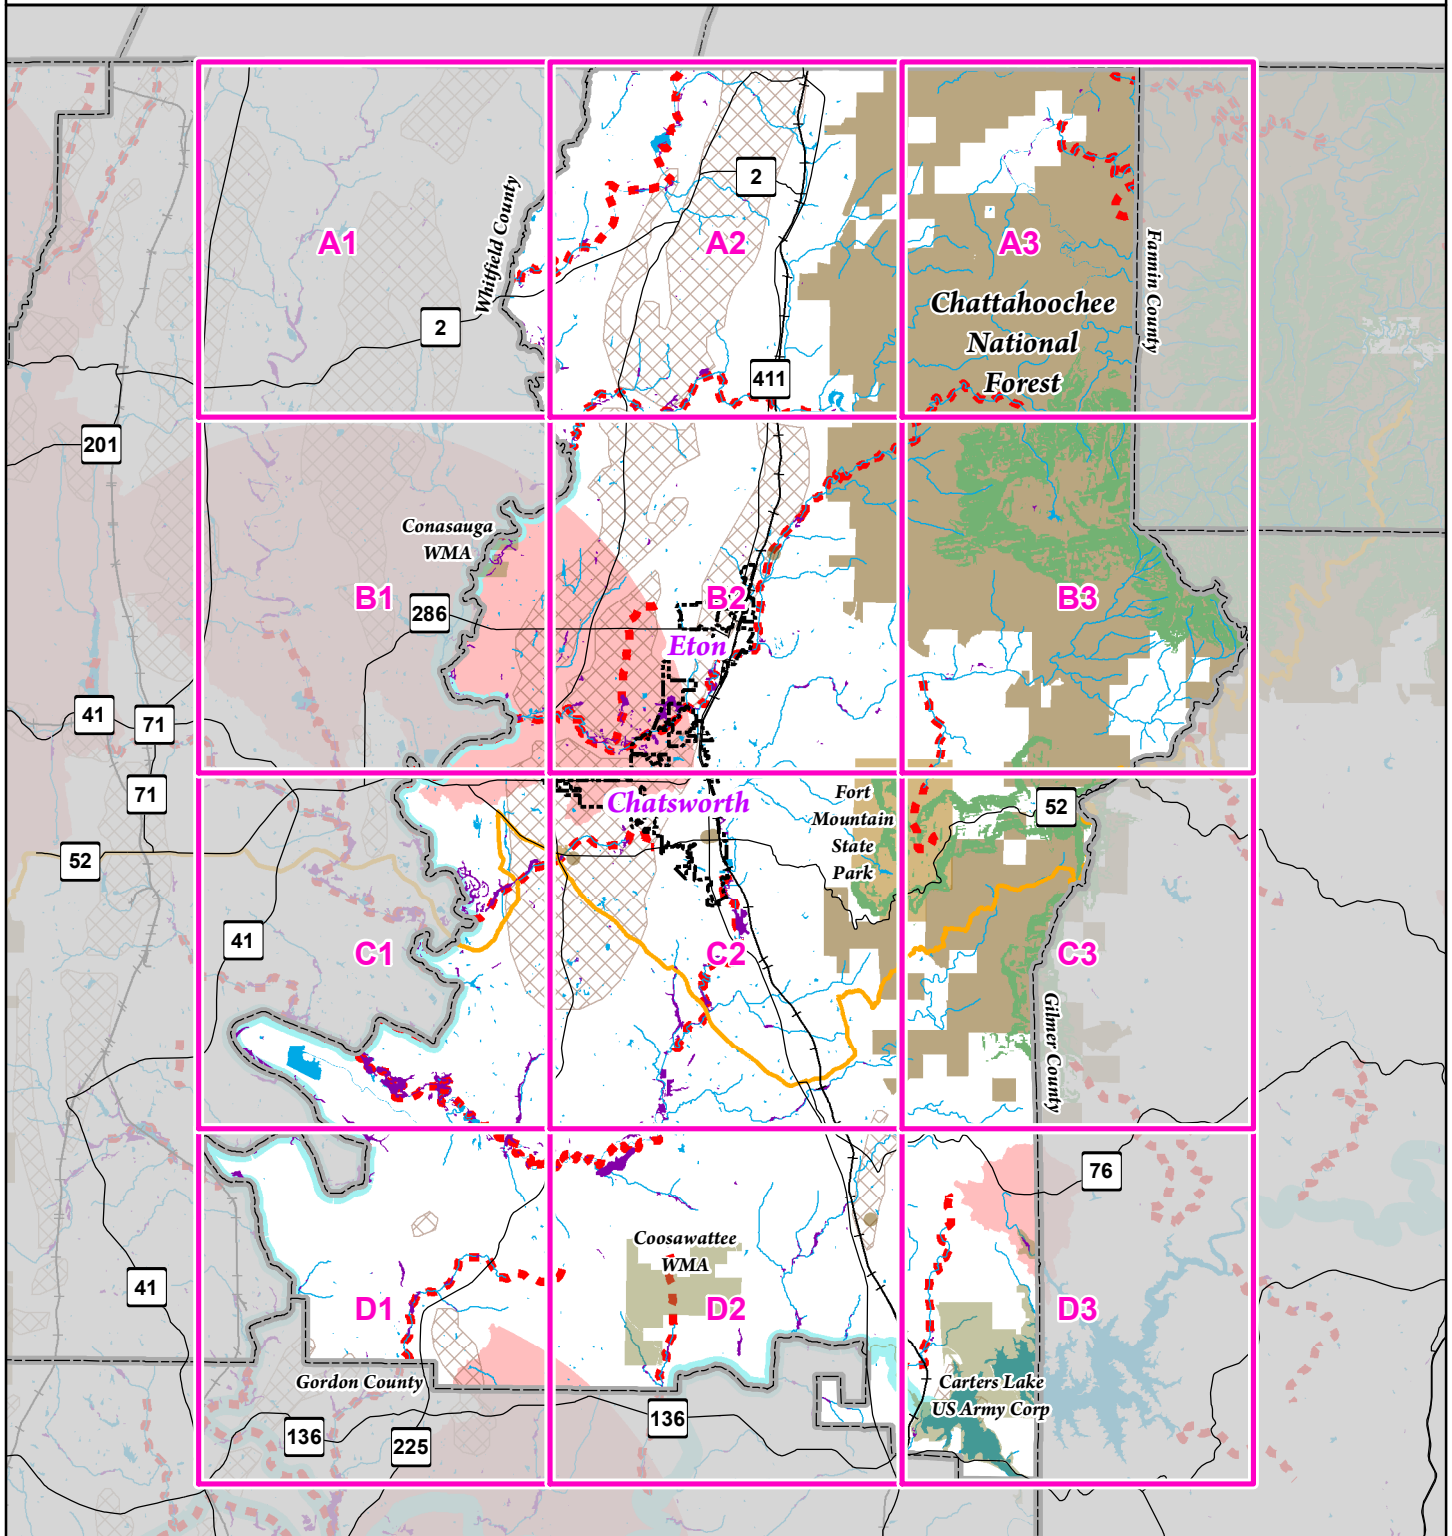 2
A1
Whitfield County
A2
A3
Fannin County
Chattahoochee
National
Forest
2
411
201
Conasauga
WMA
B1
286
B2
Eton
B3
41
71
71
Chatsworth
Fort
Mountain
State
Park
52
52
41
C1
C2
C3
Gilmer County
76
Coosawattee
WMA
41
D1
D2
D3
Gordon County
Carters Lake
US Army Corp
136
225
136